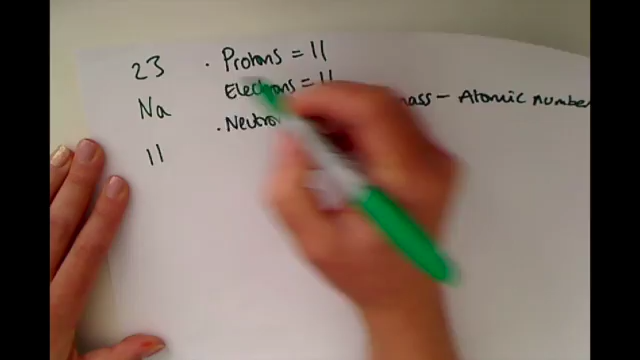 23
Na
11
. Protons = 11
Electrons = 11
. Neutro mass - Atomic number